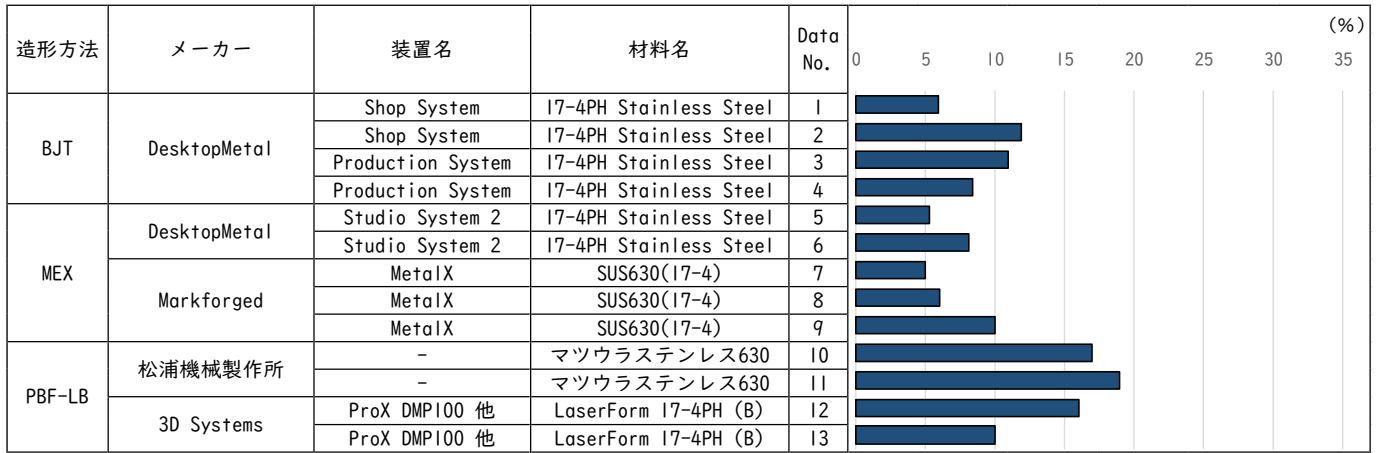 (%)
造形方法 メーカー 装置名 材料名 Data No. 0 5 10 15 20 25 30 35
BJT DesktopMetal Shop System 17-4PH Stainless Steel 1
Shop System 17-4PH Stainless Steel 2
Production System 17-4PH Stainless Steel 3
Production System 17-4PH Stainless Steel 4
MEX DesktopMetal Studio System 2 17-4PH Stainless Steel 5
Studio System 2 17-4PH Stainless Steel 6
Markforged MetalX SUS630(17-4) 7
MetalX SUS630(17-4) 8
MetalX SUS630(17-4) 9
PBF-LB 松浦機械製作所 - マツウラステンレス630 10
- マツウラステンレス630 11
3D Systems ProX DMP100 他 LaserForm 17-4PH (B) 12
ProX DMP100 他 LaserForm 17-4PH (B) 13